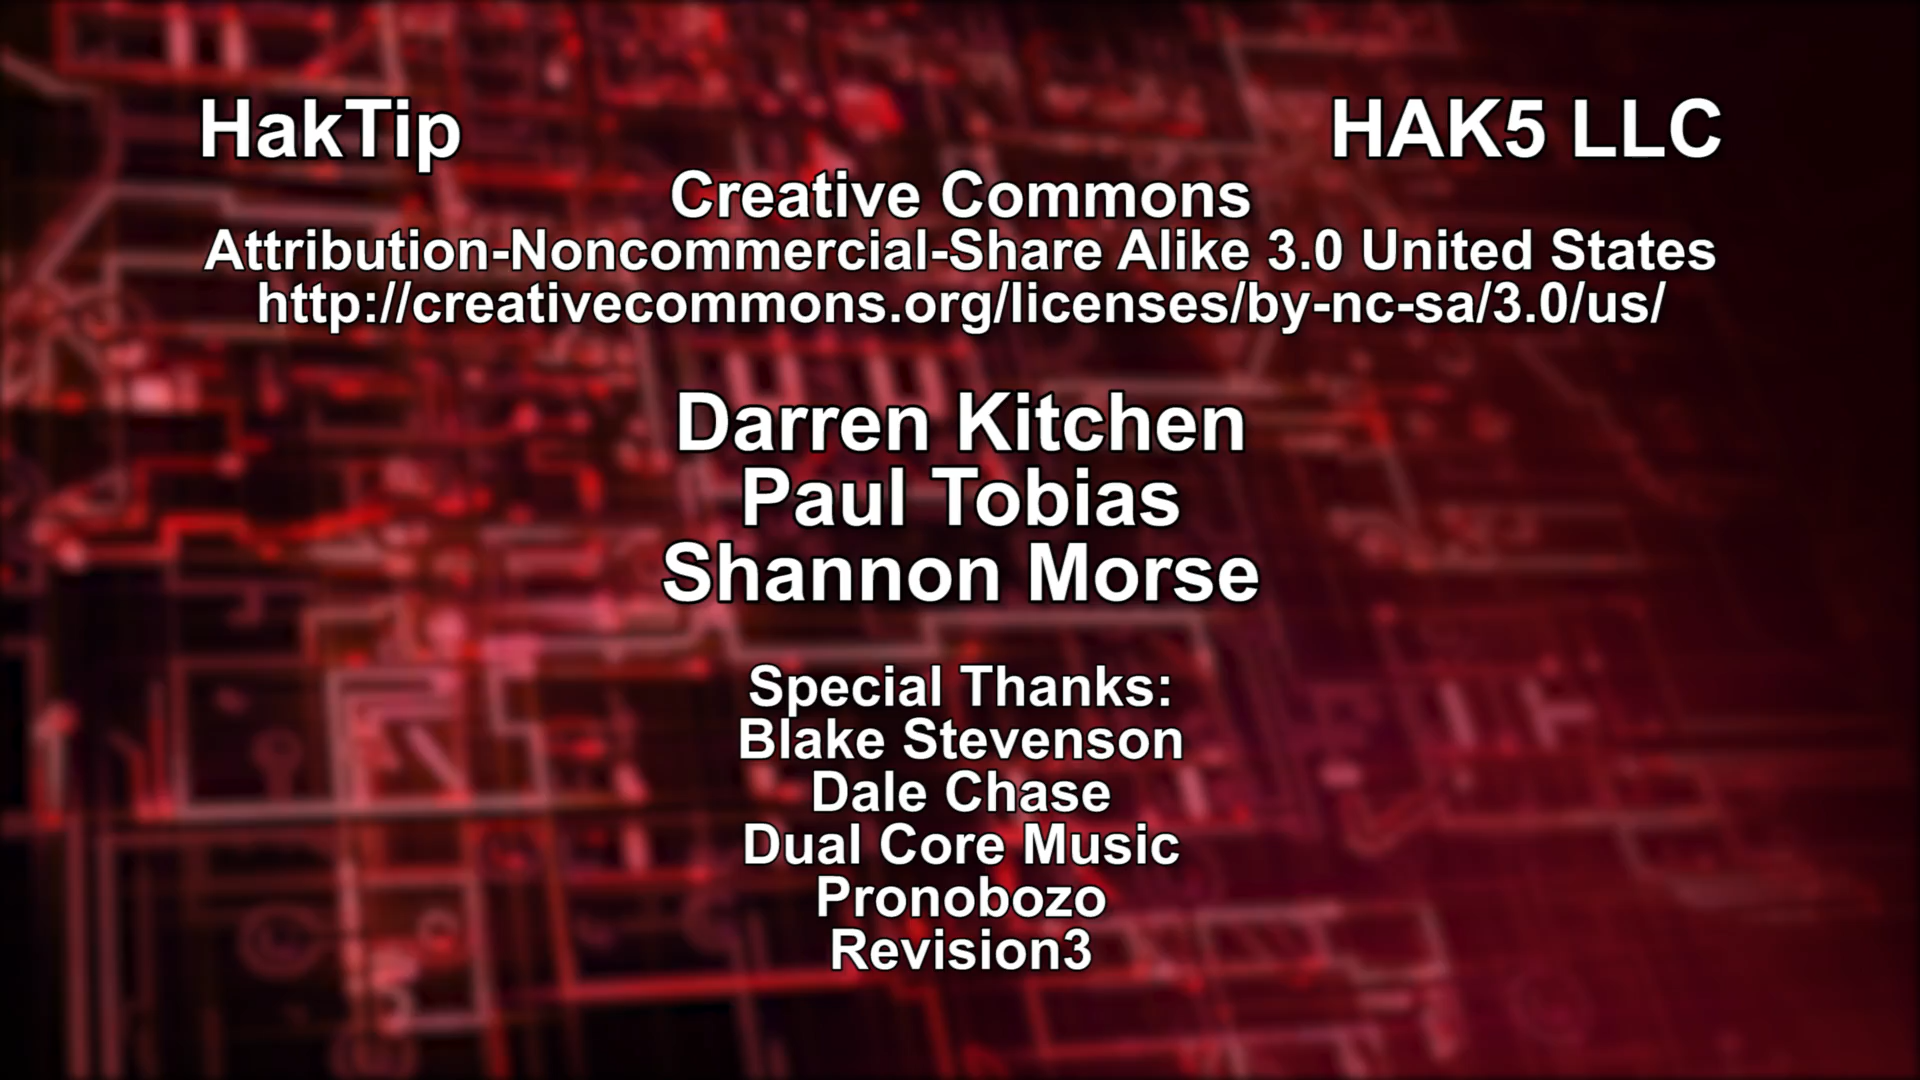 HakTip HAK5 LLC
Creative Commons
Attribution-Noncommercial-Share Alike 3.0 United States
http://creativecommons.org/licenses/by-nc-sa/3.0/us/
Darren Kitchen
Paul Tobias
Shannon Morse
Special Thanks:
Blake Stevenson
Dale Chase
Dual Core Music
Pronobozo
Revision3